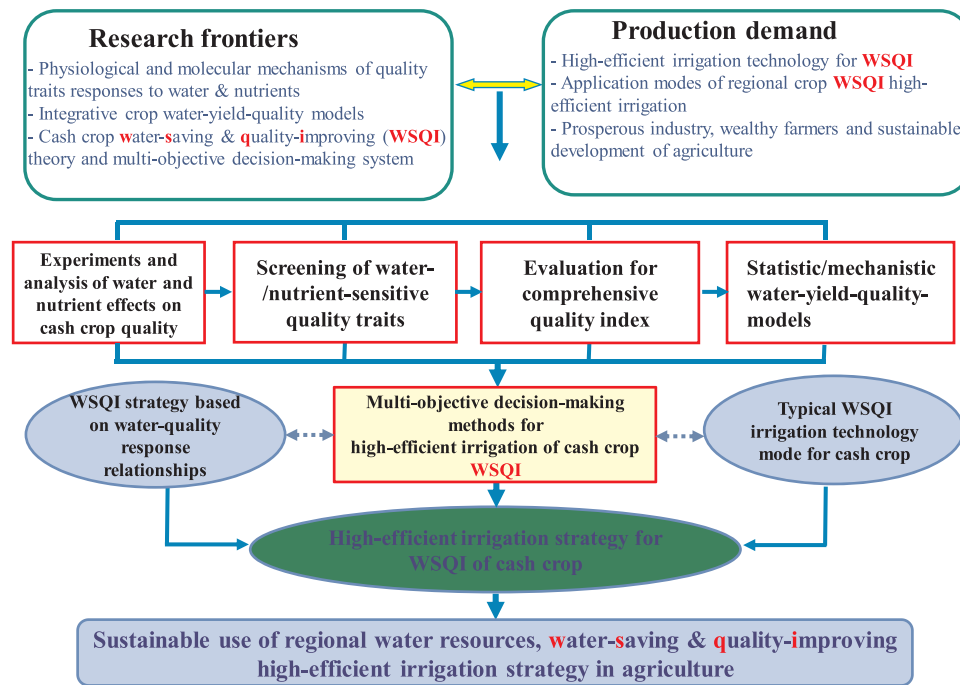 Research frontiers
- Physiological and molecular mechanisms of quality
traits responses to water & nutrients
- Integrative crop water-yield-quality models
- Cash crop water-saving & quality-improving (WSQI)
theory and multi-objective decision-making system
Production demand
- High-efficient irrigation technology for WSQI
- Application modes of regional crop WSQI high-
efficient irrigation
- Prosperous industry, wealthy farmers and sustainable
development of agriculture
Experiments and
analysis of water and
nutrient effects on
cash crop quality
Screening of water-
/nutrient-sensitive
quality traits
Evaluation for
comprehensive
quality index
Statistic/mechanistic
water-yield-quality-
models
WSQI strategy based
on water-quality
response
relationships
Multi-objective decision-making
methods for
high-efficient irrigation of cash crop
WSQI
Typical WSQI
irrigation technology
mode for cash crop
High-efficient irrigation strategy for
WSQI of cash crop
Sustainable use of regional water resources, water-saving & quality-improving
high-efficient irrigation strategy in agriculture